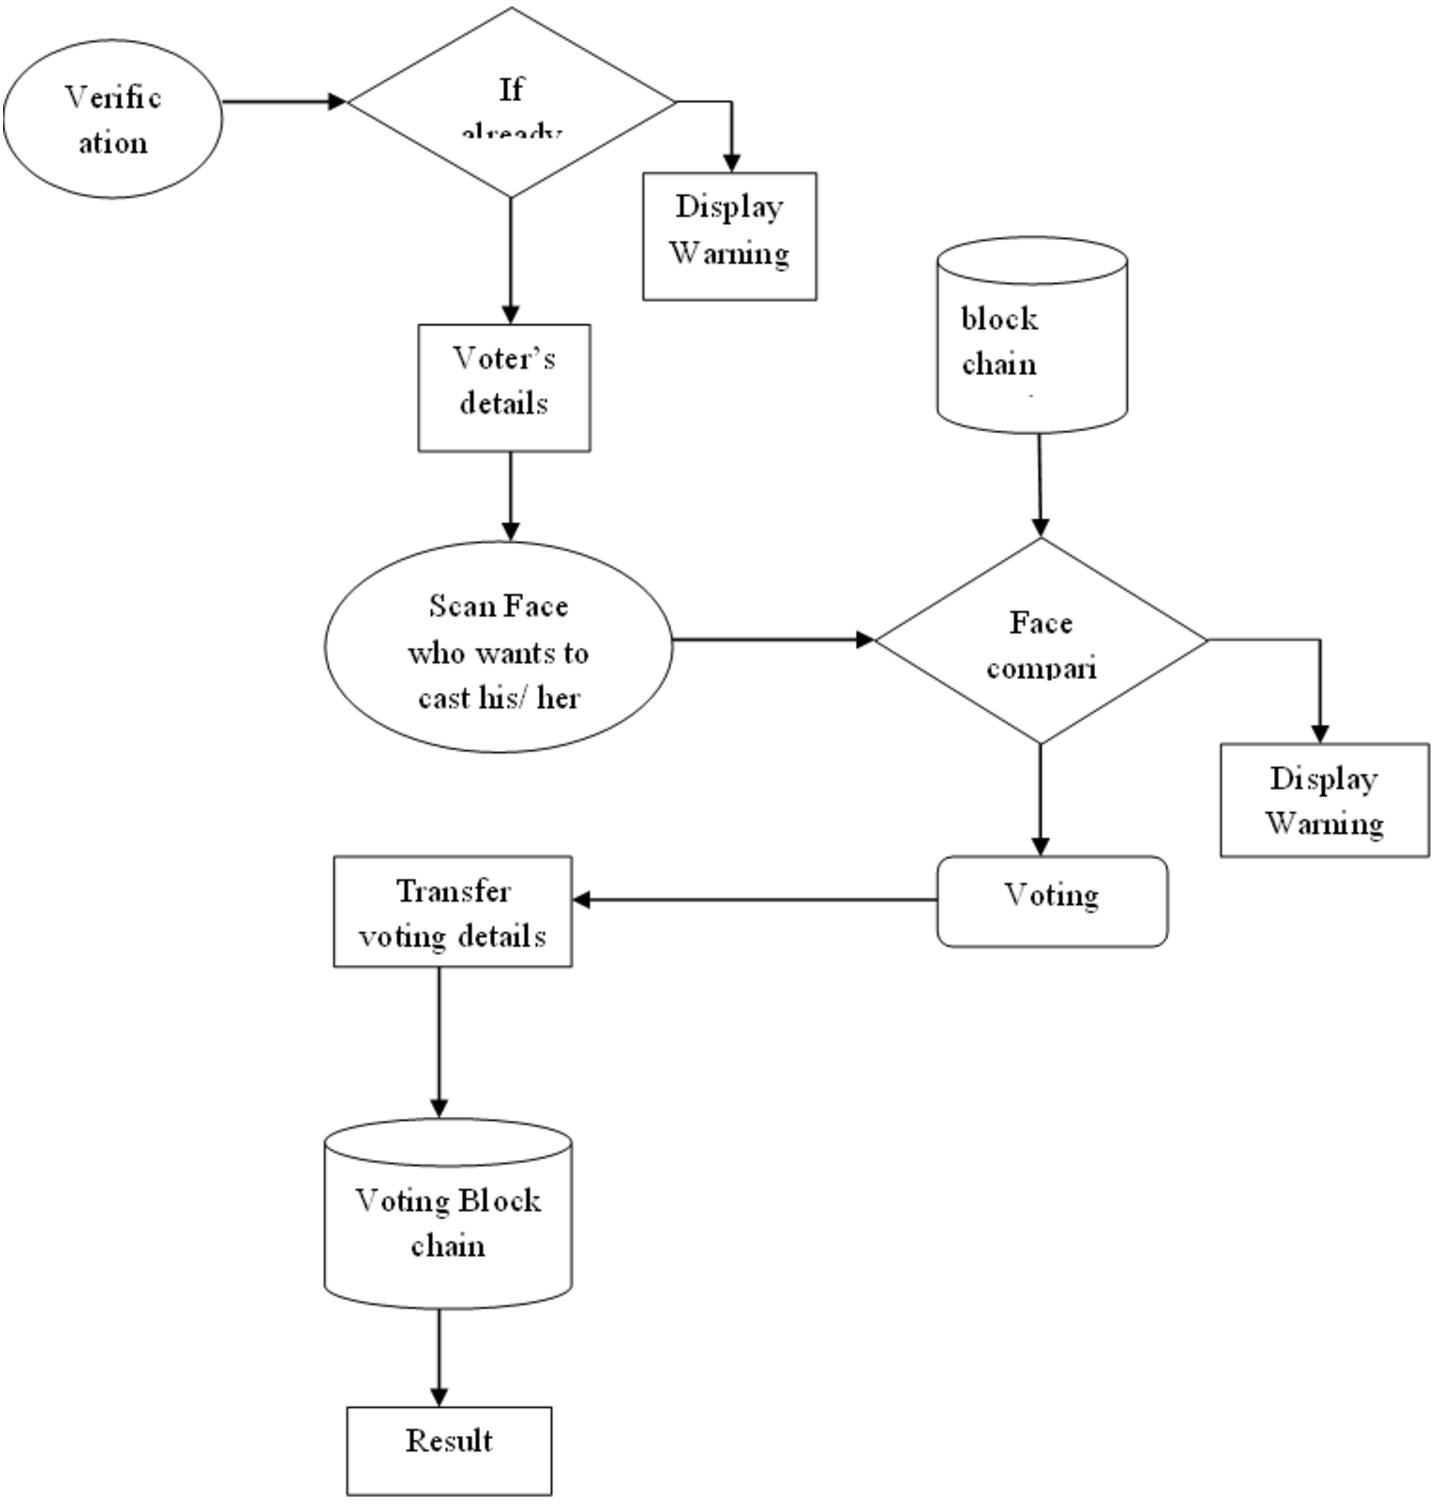 Verific
ation
If
already
Display
Warning
Voter's
details
block
chain
Scan Face
who wants to
cast his/ her
Face
compari
Display
Warning
Voting
Transfer
voting details
Voting Block
chain
Result